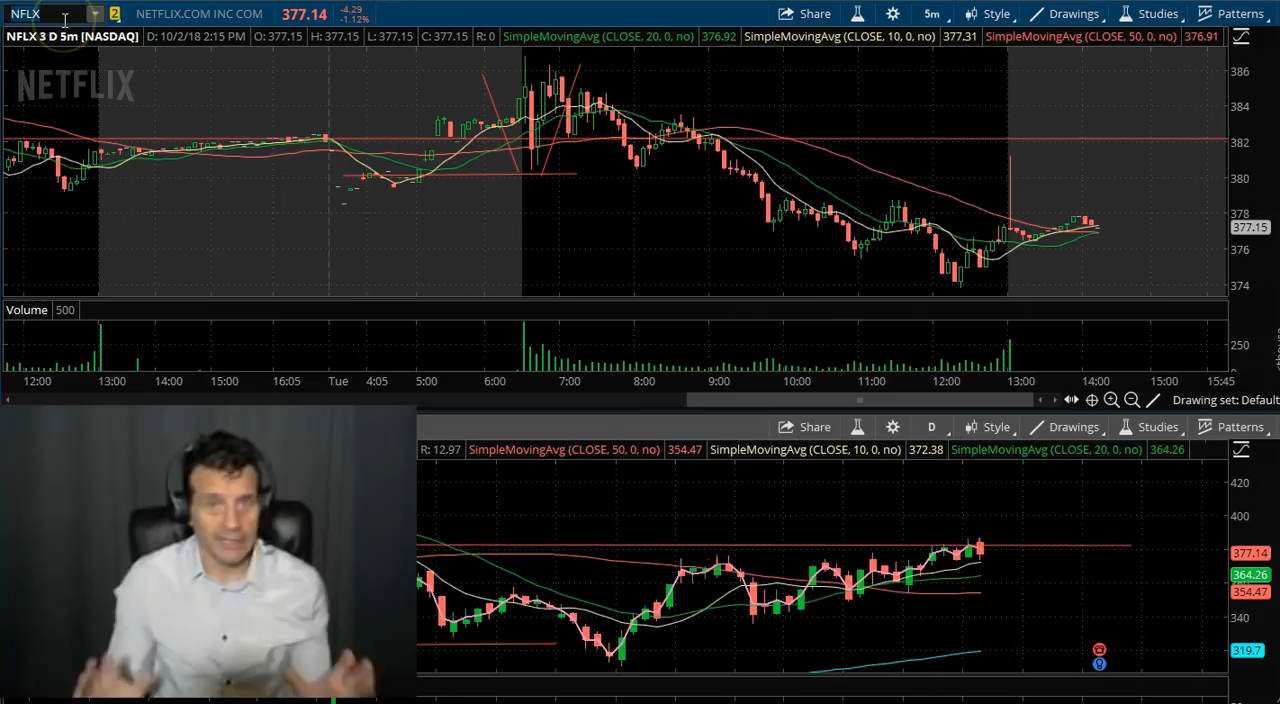 NFLX 2 NETFLIX.COM INC COM 377.14 -4.29 -1.12% Share 5m Style Drawings Studies Patterns
NFLX 3 D 5m [NASDAQ] D: 10/2/18 2:15 PM O: 377.15 H: 377.15 L: 377.15 C: 377.15 R: 0 SimpleMovingAvg (CLOSE, 20, 0, no) 376.92 SimpleMovingAvg (CLOSE, 10, 0, no) 377.31 SimpleMovingAvg (CLOSE, 50, 0, no) 376.91
NETFLIX
386
384
382
380
378
377.15
376
374
Volume 500
250
0
12:00 13:00 14:00 15:00 16:05 Tue 4:05 5:00 6:00 7:00 8:00 9:00 10:00 11:00 12:00 13:00 14:00 15:00 15:45
Drawing set: Default
Share D Style Drawings Studies Patterns
R: 12.97 SimpleMovingAvg (CLOSE, 50, 0, no) 354.47 SimpleMovingAvg (CLOSE, 10, 0, no) 372.38 SimpleMovingAvg (CLOSE, 20, 0, no) 364.26
420
400
377.14
364.26
354.47
340
319.7